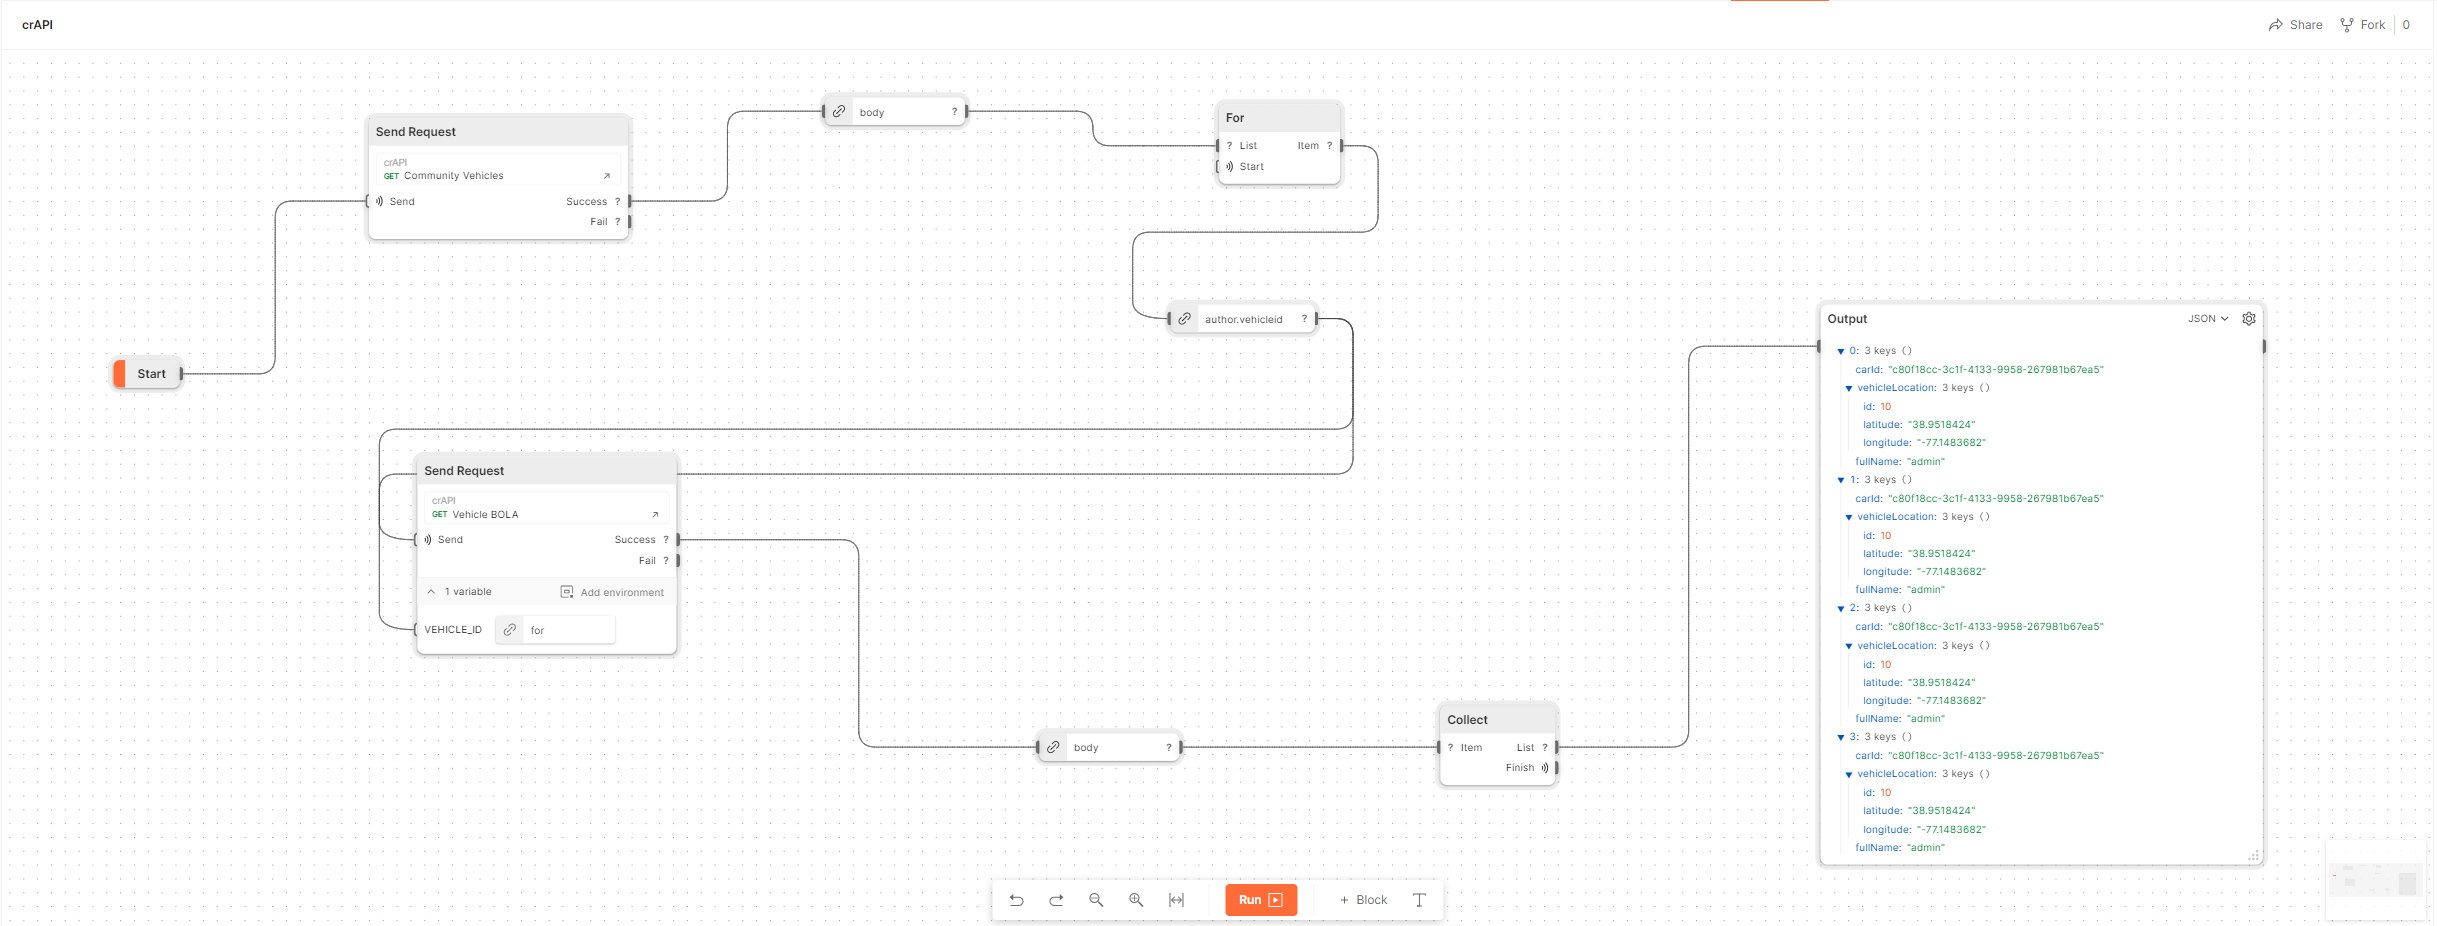 crAPI
Share
Fork
0
Start
Send Request
crAPI
GET Community Vehicles
Send
Success ?
Fail ?
body ?
For
? List
Item ?
Start
author.vehicleid ?
Send Request
crAPI
GET Vehicle BOLA
Send
Success ?
Fail ?
1 variable
Add environment
VEHICLE_ID
for
body ?
Collect
? Item
List ?
Finish
Output
JSON
0: 3 keys {}
carId: "c80f18cc-3c1f-4133-9958-267981b67ea5"
vehicleLocation: 3 keys {}
id: 10
latitude: "38.9518424"
longitude: "-77.1483682"
fullName: "admin"
1: 3 keys {}
carId: "c80f18cc-3c1f-4133-9958-267981b67ea5"
vehicleLocation: 3 keys {}
id: 10
latitude: "38.9518424"
longitude: "-77.1483682"
fullName: "admin"
2: 3 keys {}
carId: "c80f18cc-3c1f-4133-9958-267981b67ea5"
vehicleLocation: 3 keys {}
id: 10
latitude: "38.9518424"
longitude: "-77.1483682"
fullName: "admin"
3: 3 keys {}
carId: "c80f18cc-3c1f-4133-9958-267981b67ea5"
vehicleLocation: 3 keys {}
id: 10
latitude: "38.9518424"
longitude: "-77.1483682"
fullName: "admin"
Run
+ Block
T